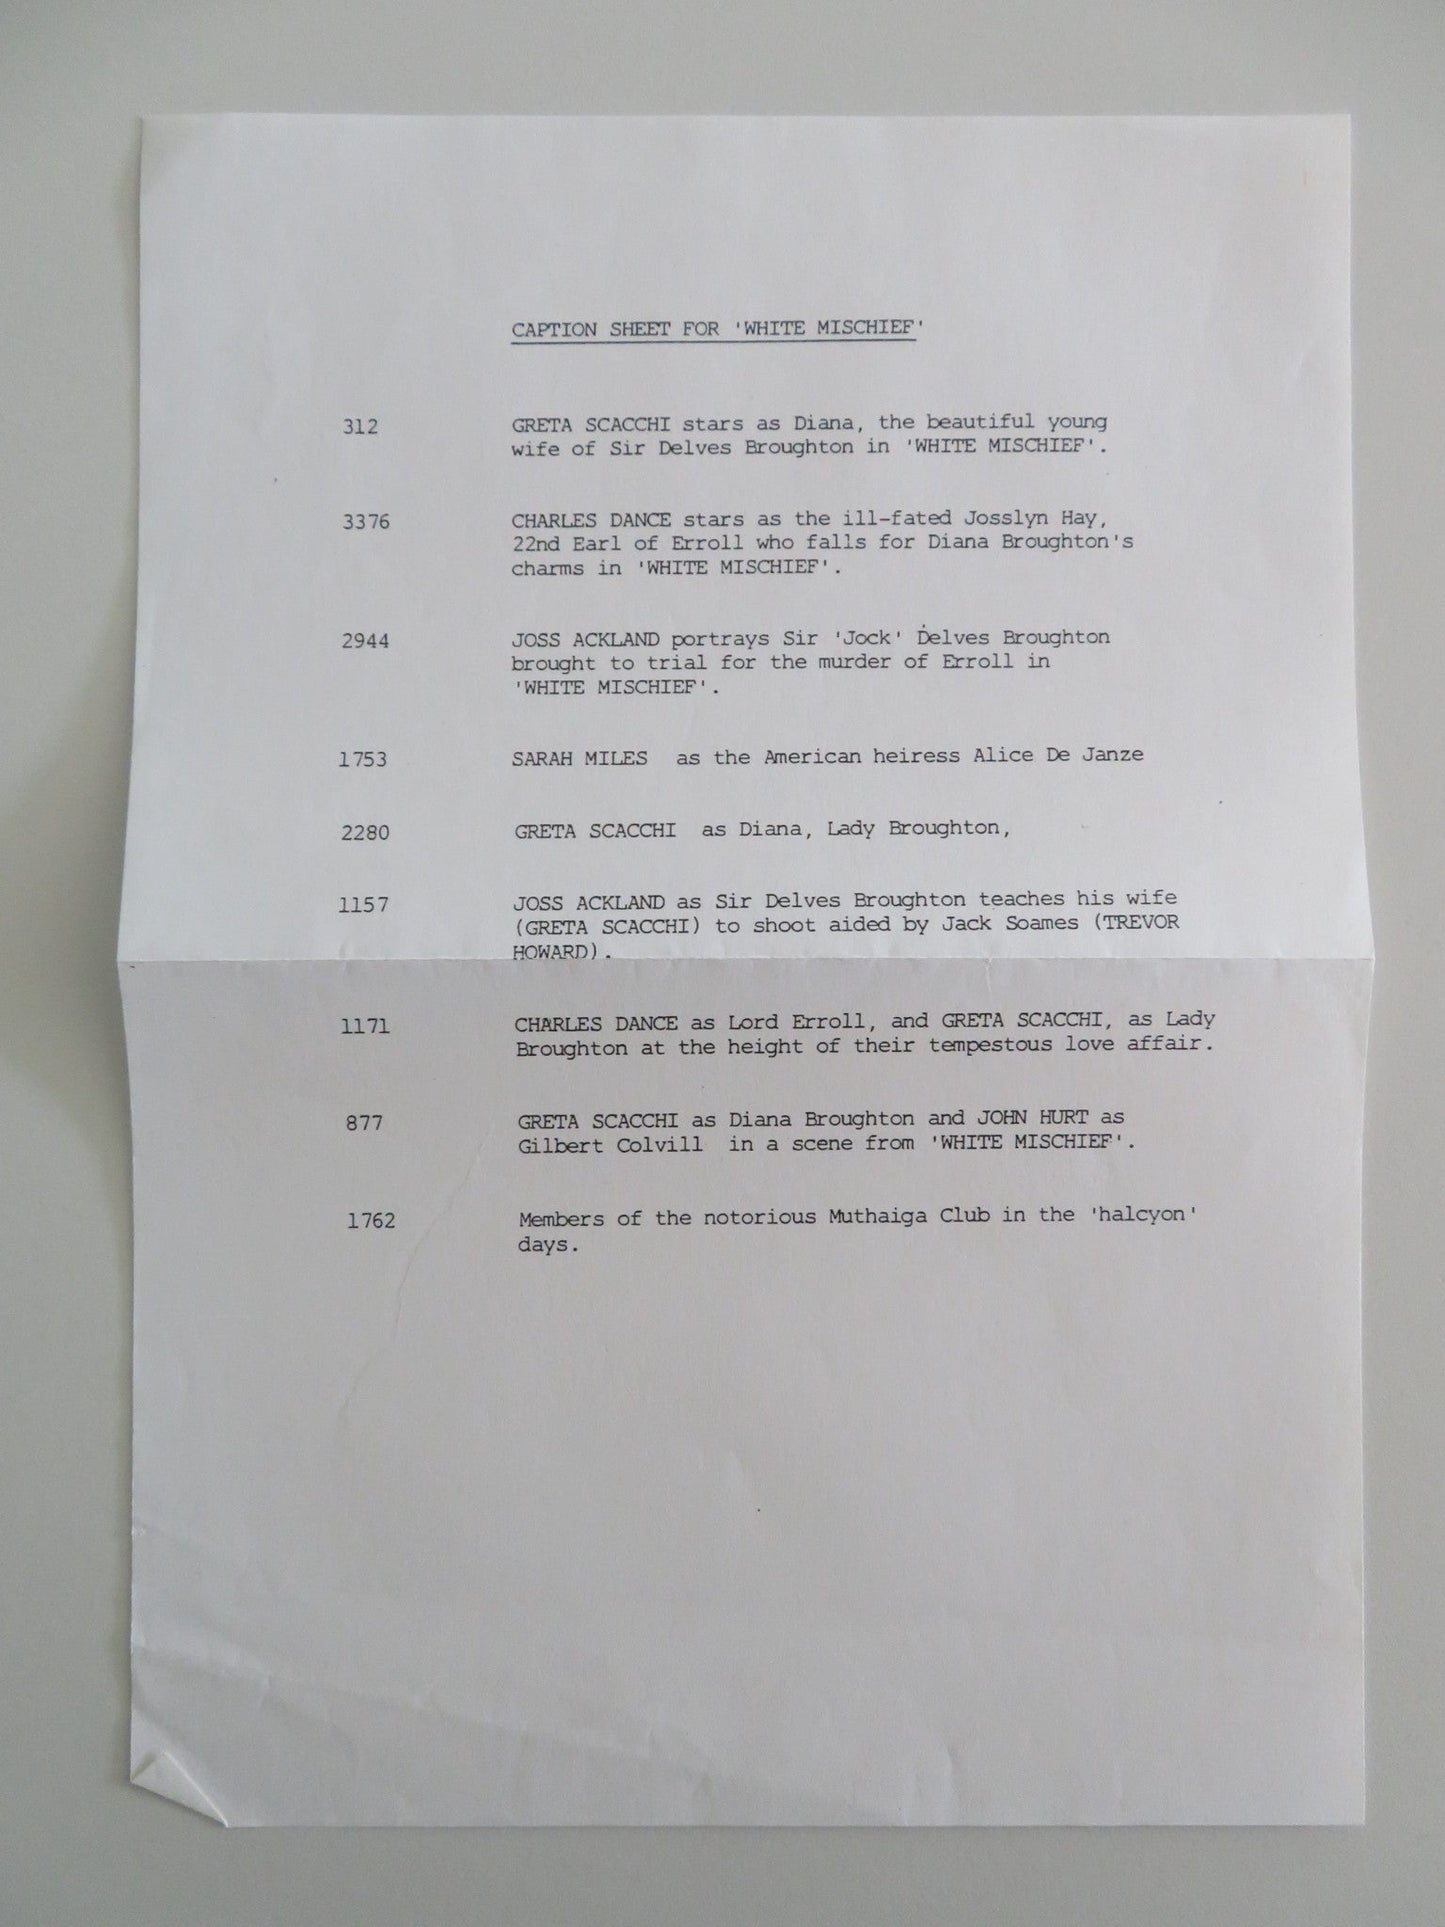 CAPTION SHEET FOR 'WHITE MISCHIEF'
312 GRETA SCACCHI stars as Diana, the beautiful young
wife of Sir Delves Broughton in 'WHITE MISCHIEF'.
3376 CHARLES DANCE stars as the ill-fated Josslyn Hay,
22nd Earl of Erroll who falls for Diana Broughton's
charms in 'WHITE MISCHIEF'.
2944 JOSS ACKLAND portrays Sir 'Jock' Delves Broughton
brought to trial for the murder of Erroll in
'WHITE MISCHIEF'.
1753 SARAH MILES as the American heiress Alice De Janze
2280 GRETA SCACCHI as Diana, Lady Broughton,
1157 JOSS ACKLAND as Sir Delves Broughton teaches his wife
(GRETA SCACCHI) to shoot aided by Jack Soames (TREVOR
HOWARD).
1171 CHARLES DANCE as Lord Erroll, and GRETA SCACCHI, as Lady
Broughton at the height of their tempestous love affair.
877 GRETA SCACCHI as Diana Broughton and JOHN HURT as
Gilbert Colvill in a scene from 'WHITE MISCHIEF'.
1762 Members of the notorious Muthaiga Club in the 'halcyon'
days.